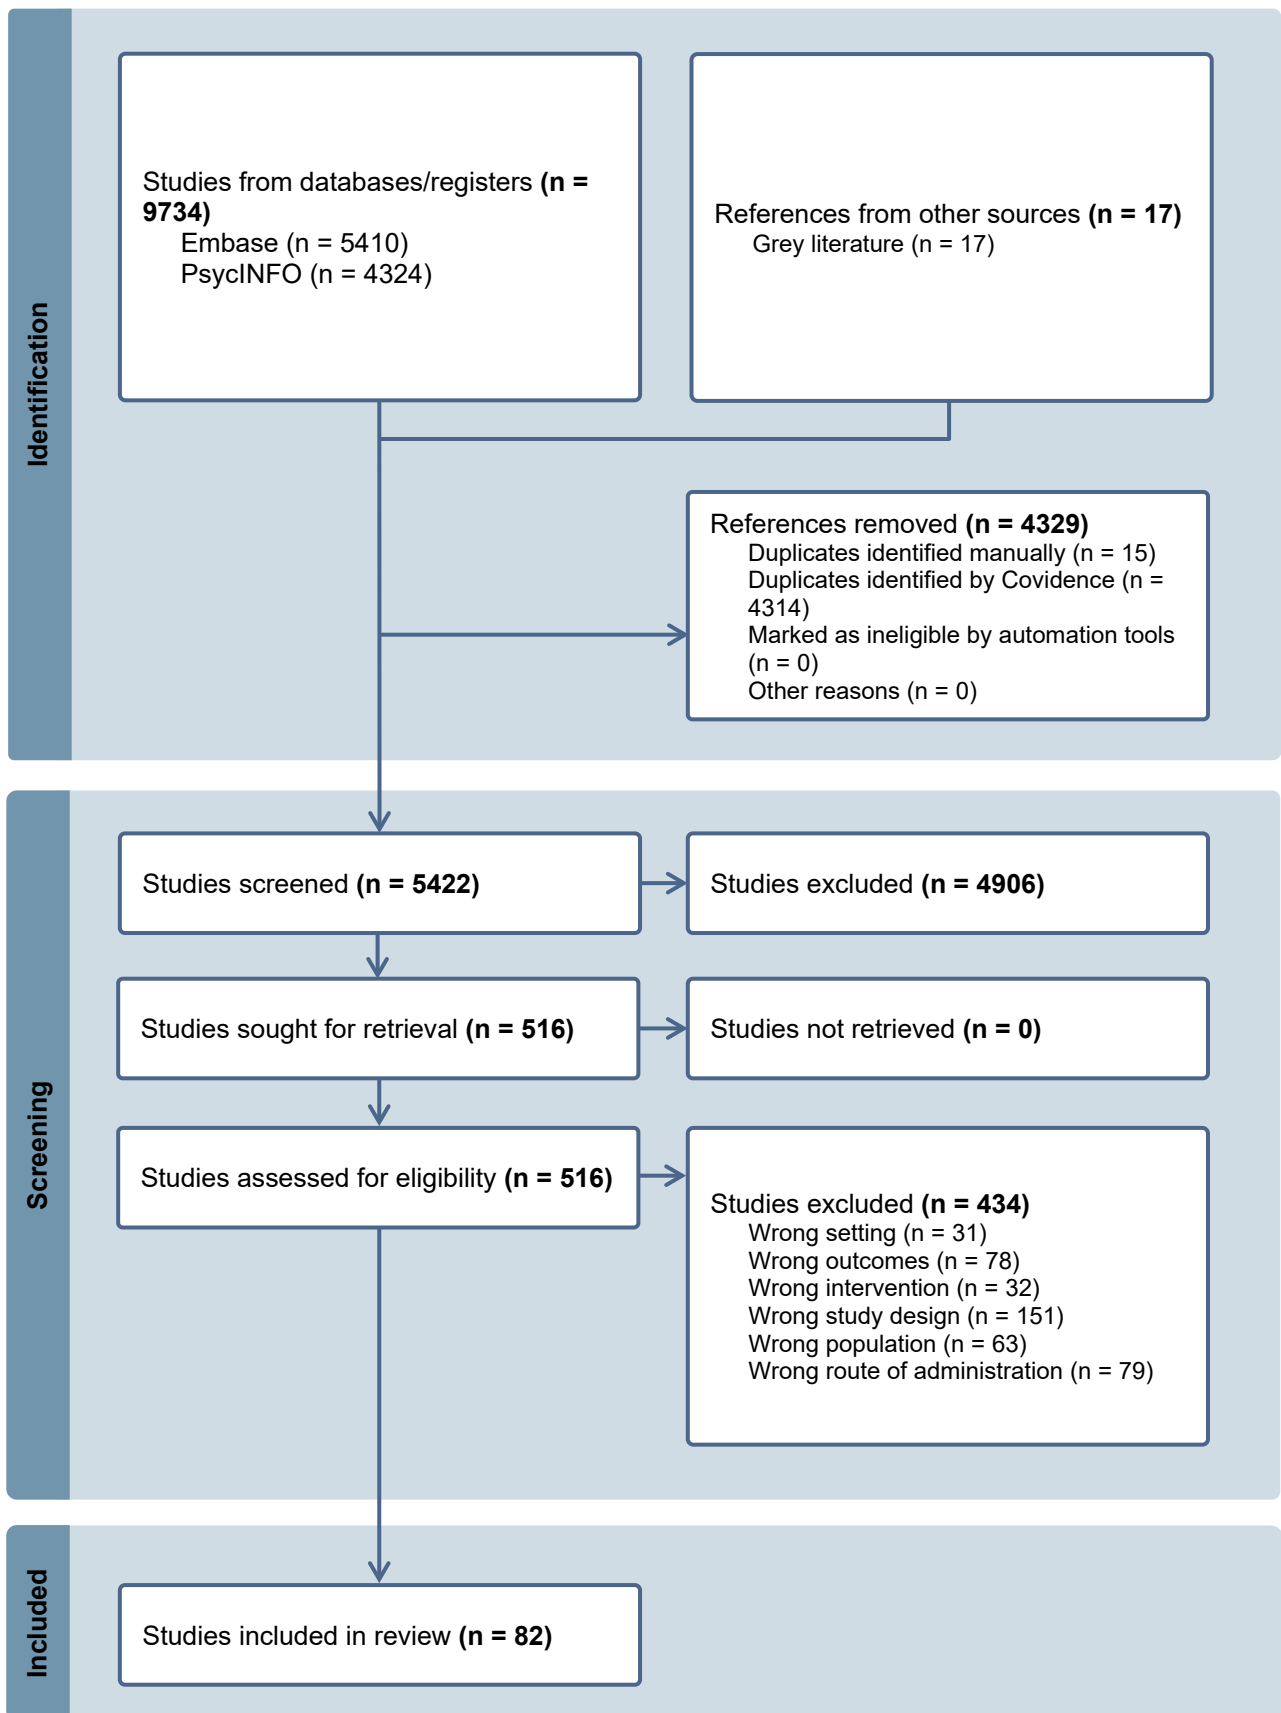 Identification
Studies from databases/registers (n =
9734)
Embase (n = 5410)
PsycINFO (n = 4324)
References from other sources (n = 17)
Grey literature (n = 17)
References removed (n = 4329)
Duplicates identified manually (n = 15)
Duplicates identified by Covidence (n =
4314)
Marked as ineligible by automation tools
(n = 0)
Other reasons (n = 0)
Screening
Studies screened (n = 5422)
Studies excluded (n = 4906)
Studies sought for retrieval (n = 516)
Studies not retrieved (n = 0)
Studies assessed for eligibility (n = 516)
Studies excluded (n = 434)
Wrong setting (n = 31)
Wrong outcomes (n = 78)
Wrong intervention (n = 32)
Wrong study design (n = 151)
Wrong population (n = 63)
Wrong route of administration (n = 79)
Included
Studies included in review (n = 82)